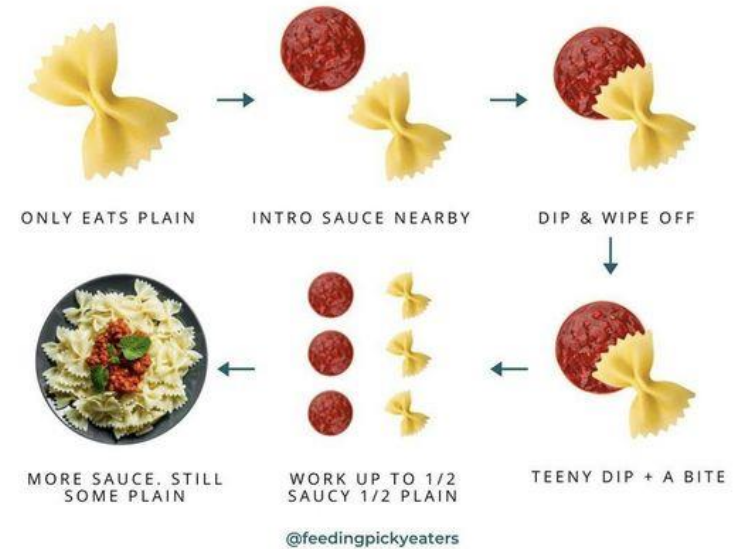 ONLY EATS PLAIN
INTRO SAUCE NEARBY
DIP & WIPE OFF
TEENY DIP + A BITE
WORK UP TO 1/2
SAUCY 1/2 PLAIN
MORE SAUCE. STILL
SOME PLAIN
@feedingpickyeaters